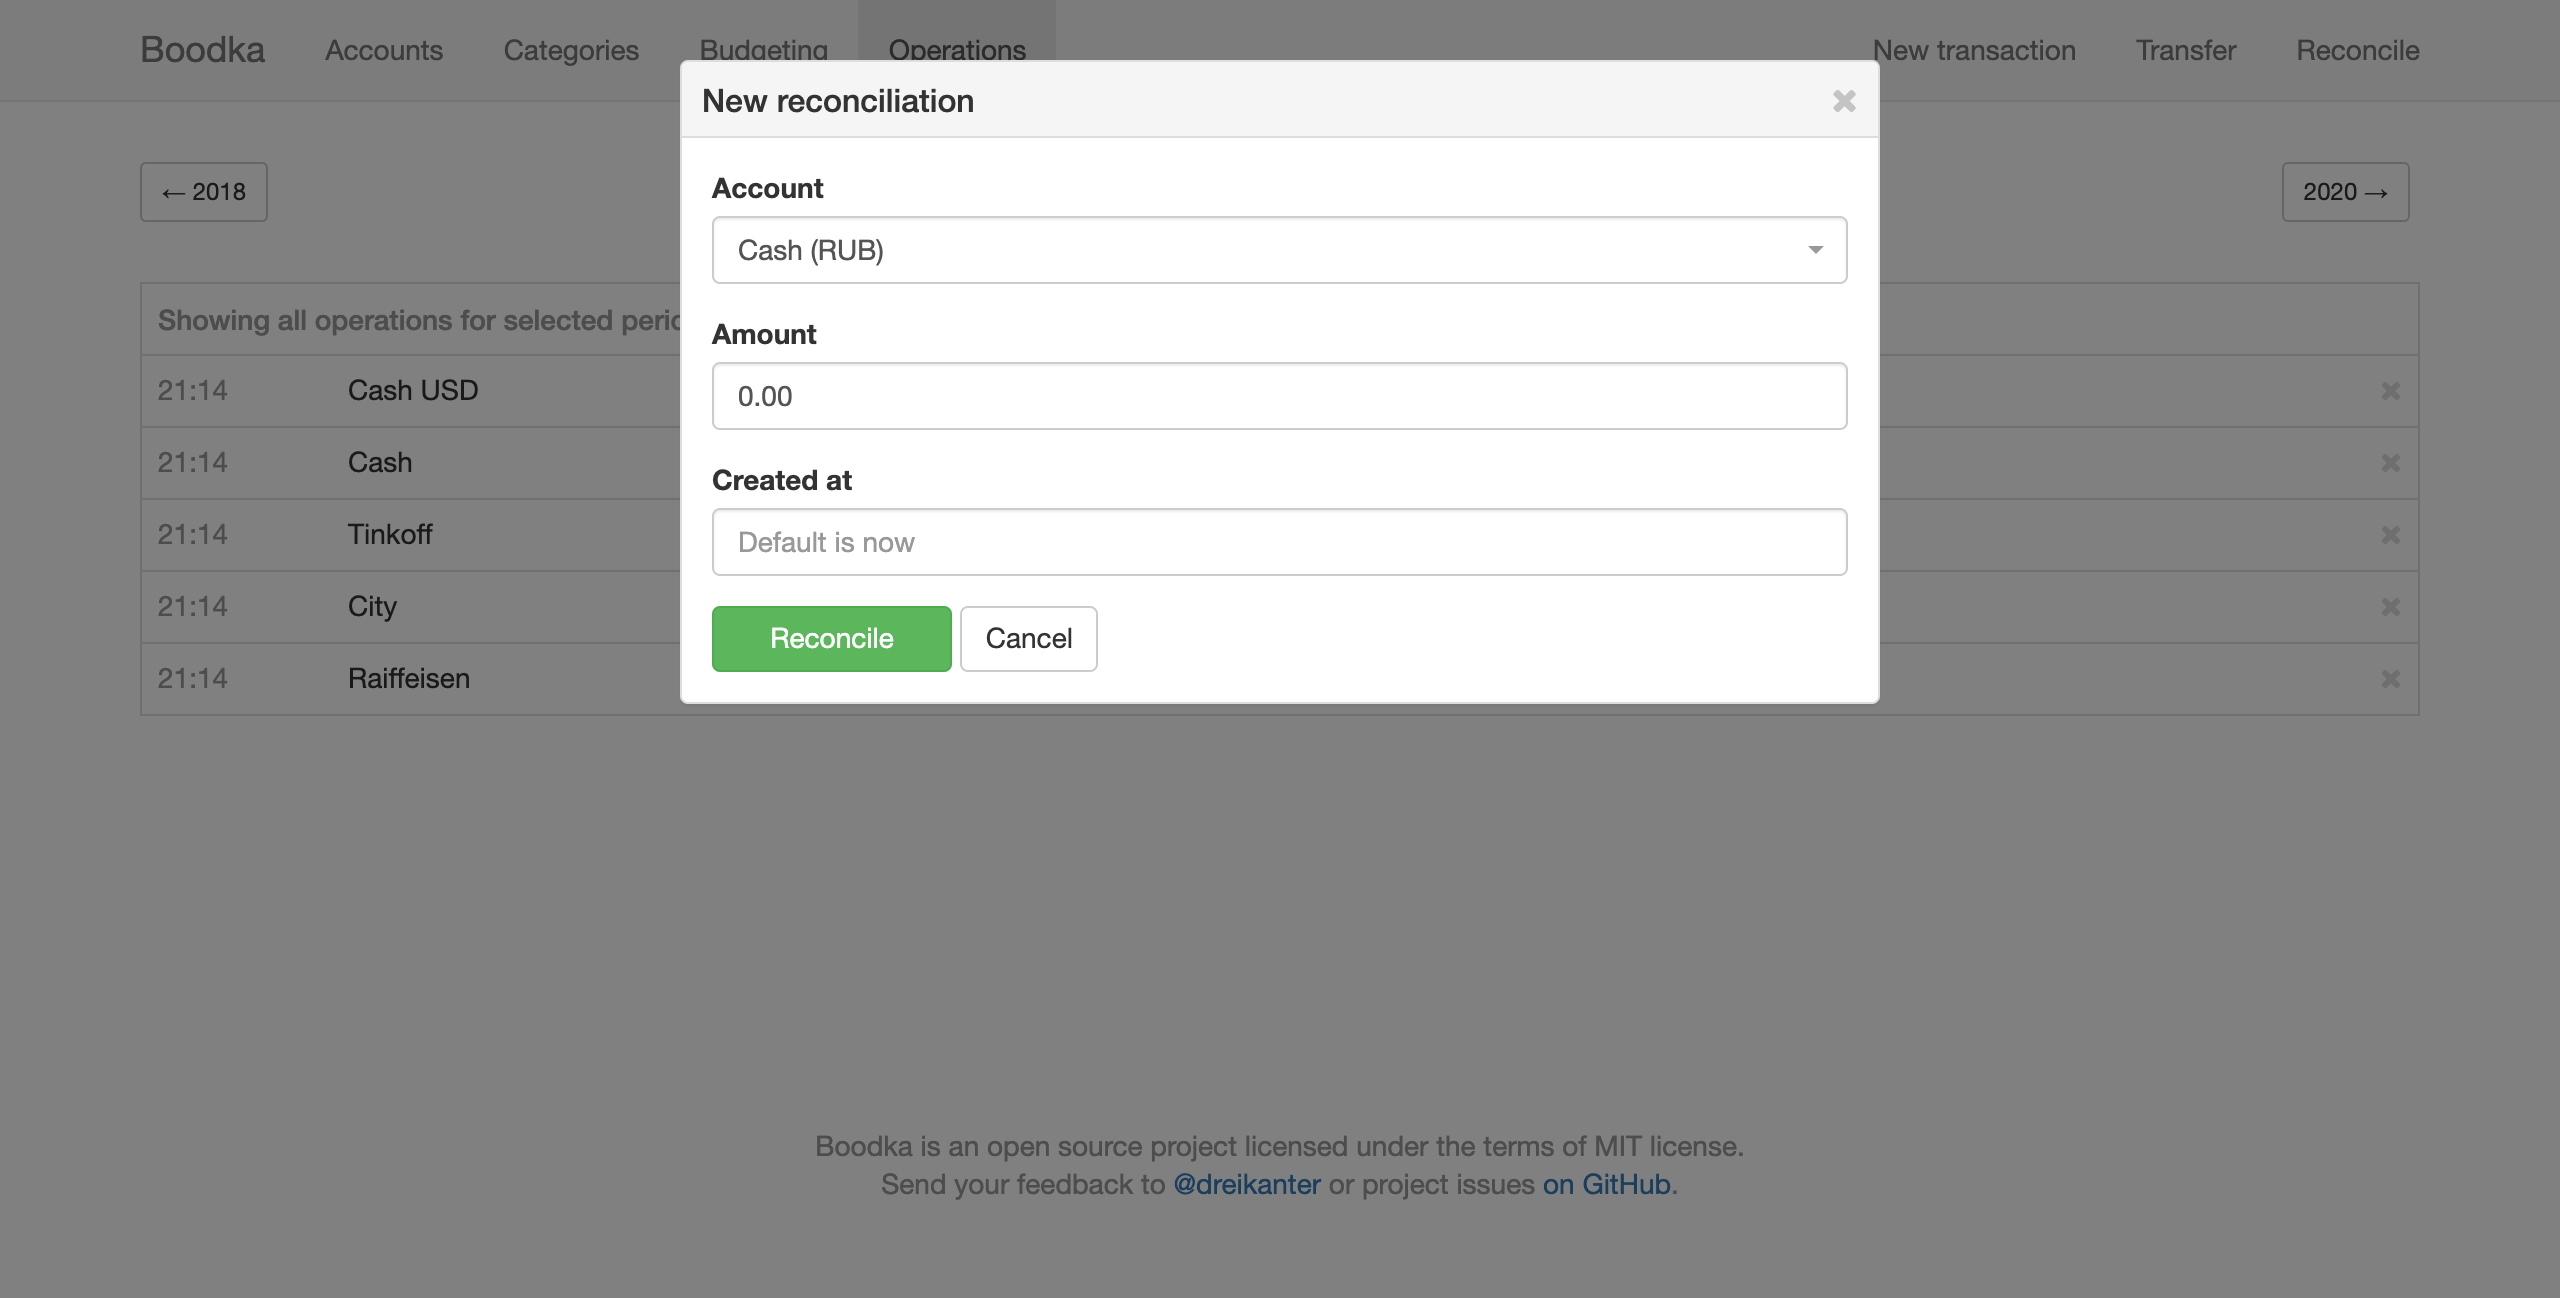 Boodka Accounts Categories Budgeting Operations New transaction Transfer Reconcile
New reconciliation
← 2018
2020 →
Account
Cash (RUB)
Amount
0.00
Created at
Default is now
Reconcile Cancel
Showing all operations for selected
21:14 Cash USD
21:14 Cash
21:14 Tinkoff
21:14 City
21:14 Raiffeisen
Boodka is an open source project licensed under the terms of MIT license.
Send your feedback to @dreikanter or project issues on GitHub.